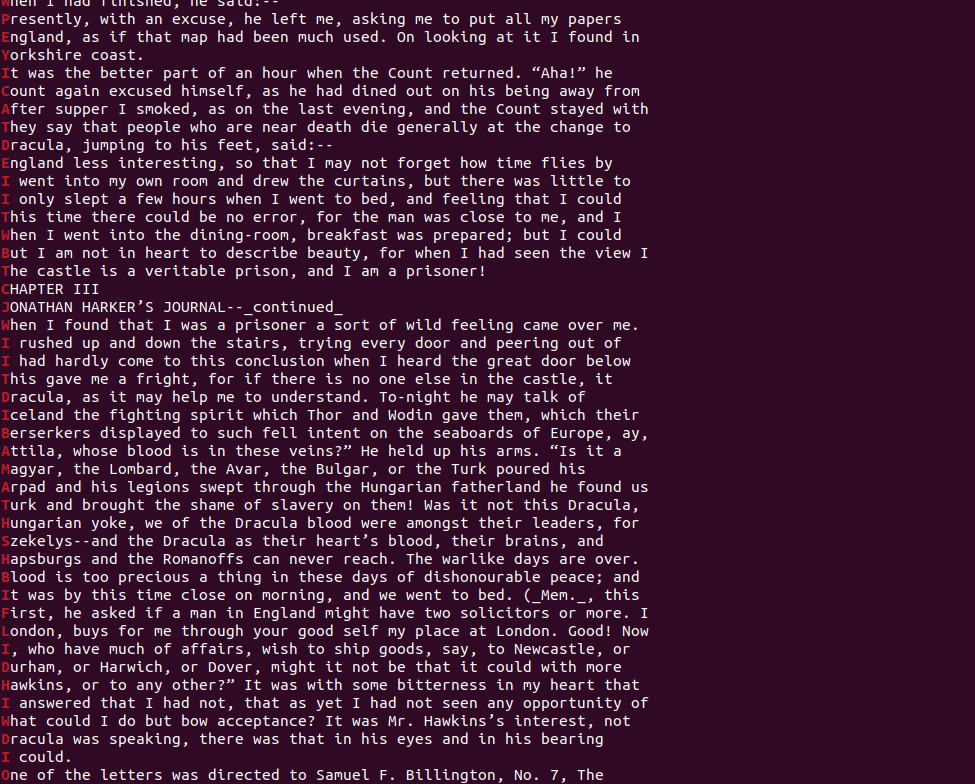 When I had finished, he said:--
Presently, with an excuse, he left me, asking me to put all my papers
England, as if that map had been much used. On looking at it I found in
Yorkshire coast.
It was the better part of an hour when the Count returned. “Aha!” he
Count again excused himself, as he had dined out on his being away from
After supper I smoked, as on the last evening, and the Count stayed with
They say that people who are near death die generally at the change to
Dracula, jumping to his feet, said:--
England less interesting, so that I may not forget how time flies by
I went into my own room and drew the curtains, but there was little to
I only slept a few hours when I went to bed, and feeling that I could
This time there could be no error, for the man was close to me, and I
When I went into the dining-room, breakfast was prepared; but I could
But I am not in heart to describe beauty, for when I had seen the view I
The castle is a veritable prison, and I am a prisoner!
CHAPTER III
JONATHAN HARKER’S JOURNAL--_continued_
When I found that I was a prisoner a sort of wild feeling came over me.
I rushed up and down the stairs, trying every door and peering out of
I had hardly come to this conclusion when I heard the great door below
This gave me a fright, for if there is no one else in the castle, it
Dracula, as it may help me to understand. To-night he may talk of
Iceland the fighting spirit which Thor and Wodin gave them, which their
Berserkers displayed to such fell intent on the seaboards of Europe, ay,
Attila, whose blood is in these veins?” He held up his arms. “Is it a
Magyar, the Lombard, the Avar, the Bulgar, or the Turk poured his
Arpad and his legions swept through the Hungarian fatherland he found us
Turk and brought the shame of slavery on them! Was it not this Dracula,
Hungarian yoke, we of the Dracula blood were amongst their leaders, for
Szekelys--and the Dracula as their heart’s blood, their brains, and
Hapsburgs and the Romanoffs can never reach. The warlike days are over.
Blood is too precious a thing in these days of dishonourable peace; and
It was by this time close on morning, and we went to bed. (_Mem._, this
First, he asked if a man in England might have two solicitors or more. I
London, buys for me through your good self my place at London. Good! Now
I, who have much of affairs, wish to ship goods, say, to Newcastle, or
Durham, or Harwich, or Dover, might it not be that it could with more
Hawkins, or to any other?” It was with some bitterness in my heart that
I answered that I had not, that as yet I had not seen any opportunity of
What could I do but bow acceptance? It was Mr. Hawkins’s interest, not
Dracula was speaking, there was that in his eyes and in his bearing
I could.
One of the letters was directed to Samuel F. Billington, No. 7, The